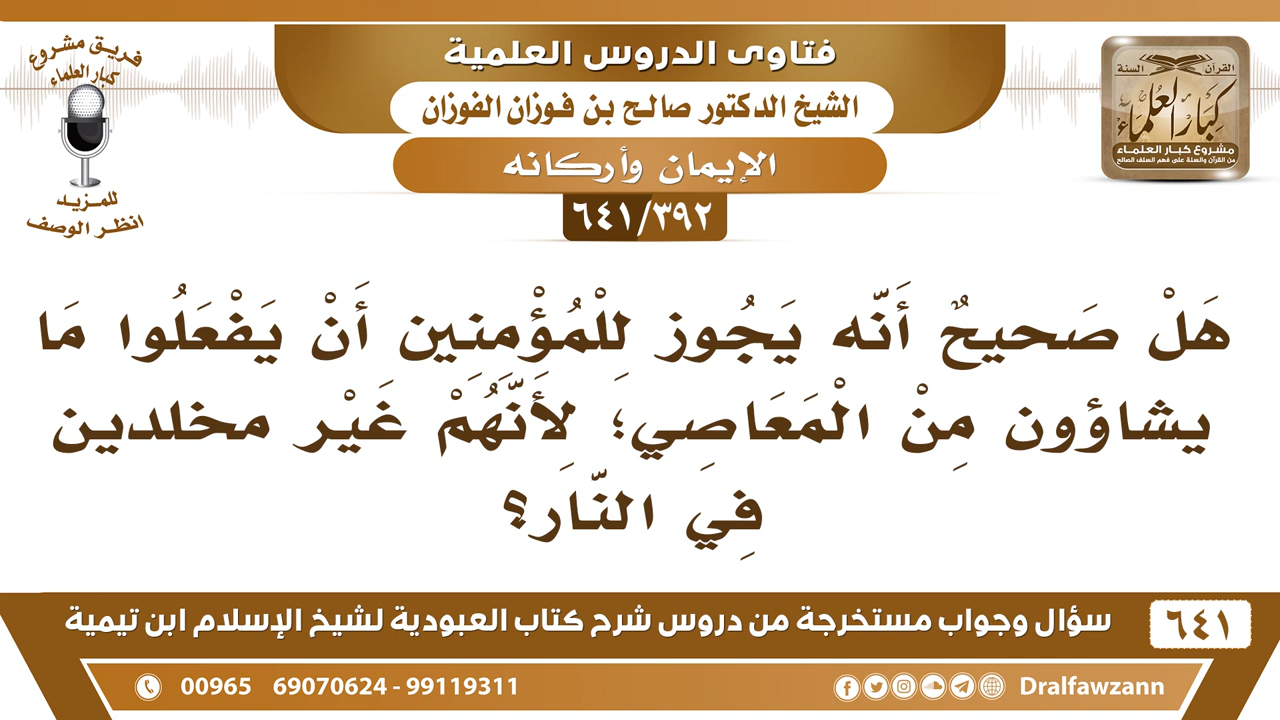 فتاوى الدروس العلمية
الشيخ الدكتور صالح بن فوزان الفوزان
الإيمان وأركانه
٦٤١/٣٩٢
فريق مشروع
كبار العلماء
للمزيد
انظر الوصف
القرآن السنة
كبار العلماء
مشروع كبار العلماء
من القرآن والسنة على فهم السلف الصالح
هَلْ صَحيحٌ أَنّه يَجُوز لِلْمُؤْمنِين أَنْ يَفْعَلُوا مَا
يشاؤون مِنْ الْمَعَاصِي؛ لأَنَّهُمْ غَيْر مخلدين
فِي النَّار؟
٦٤١
سؤال وجواب مستخرجة من دروس شرح كتاب العبودية لشيخ الإسلام ابن تيمية
00965 69070624 - 99119311
Dralfawzann